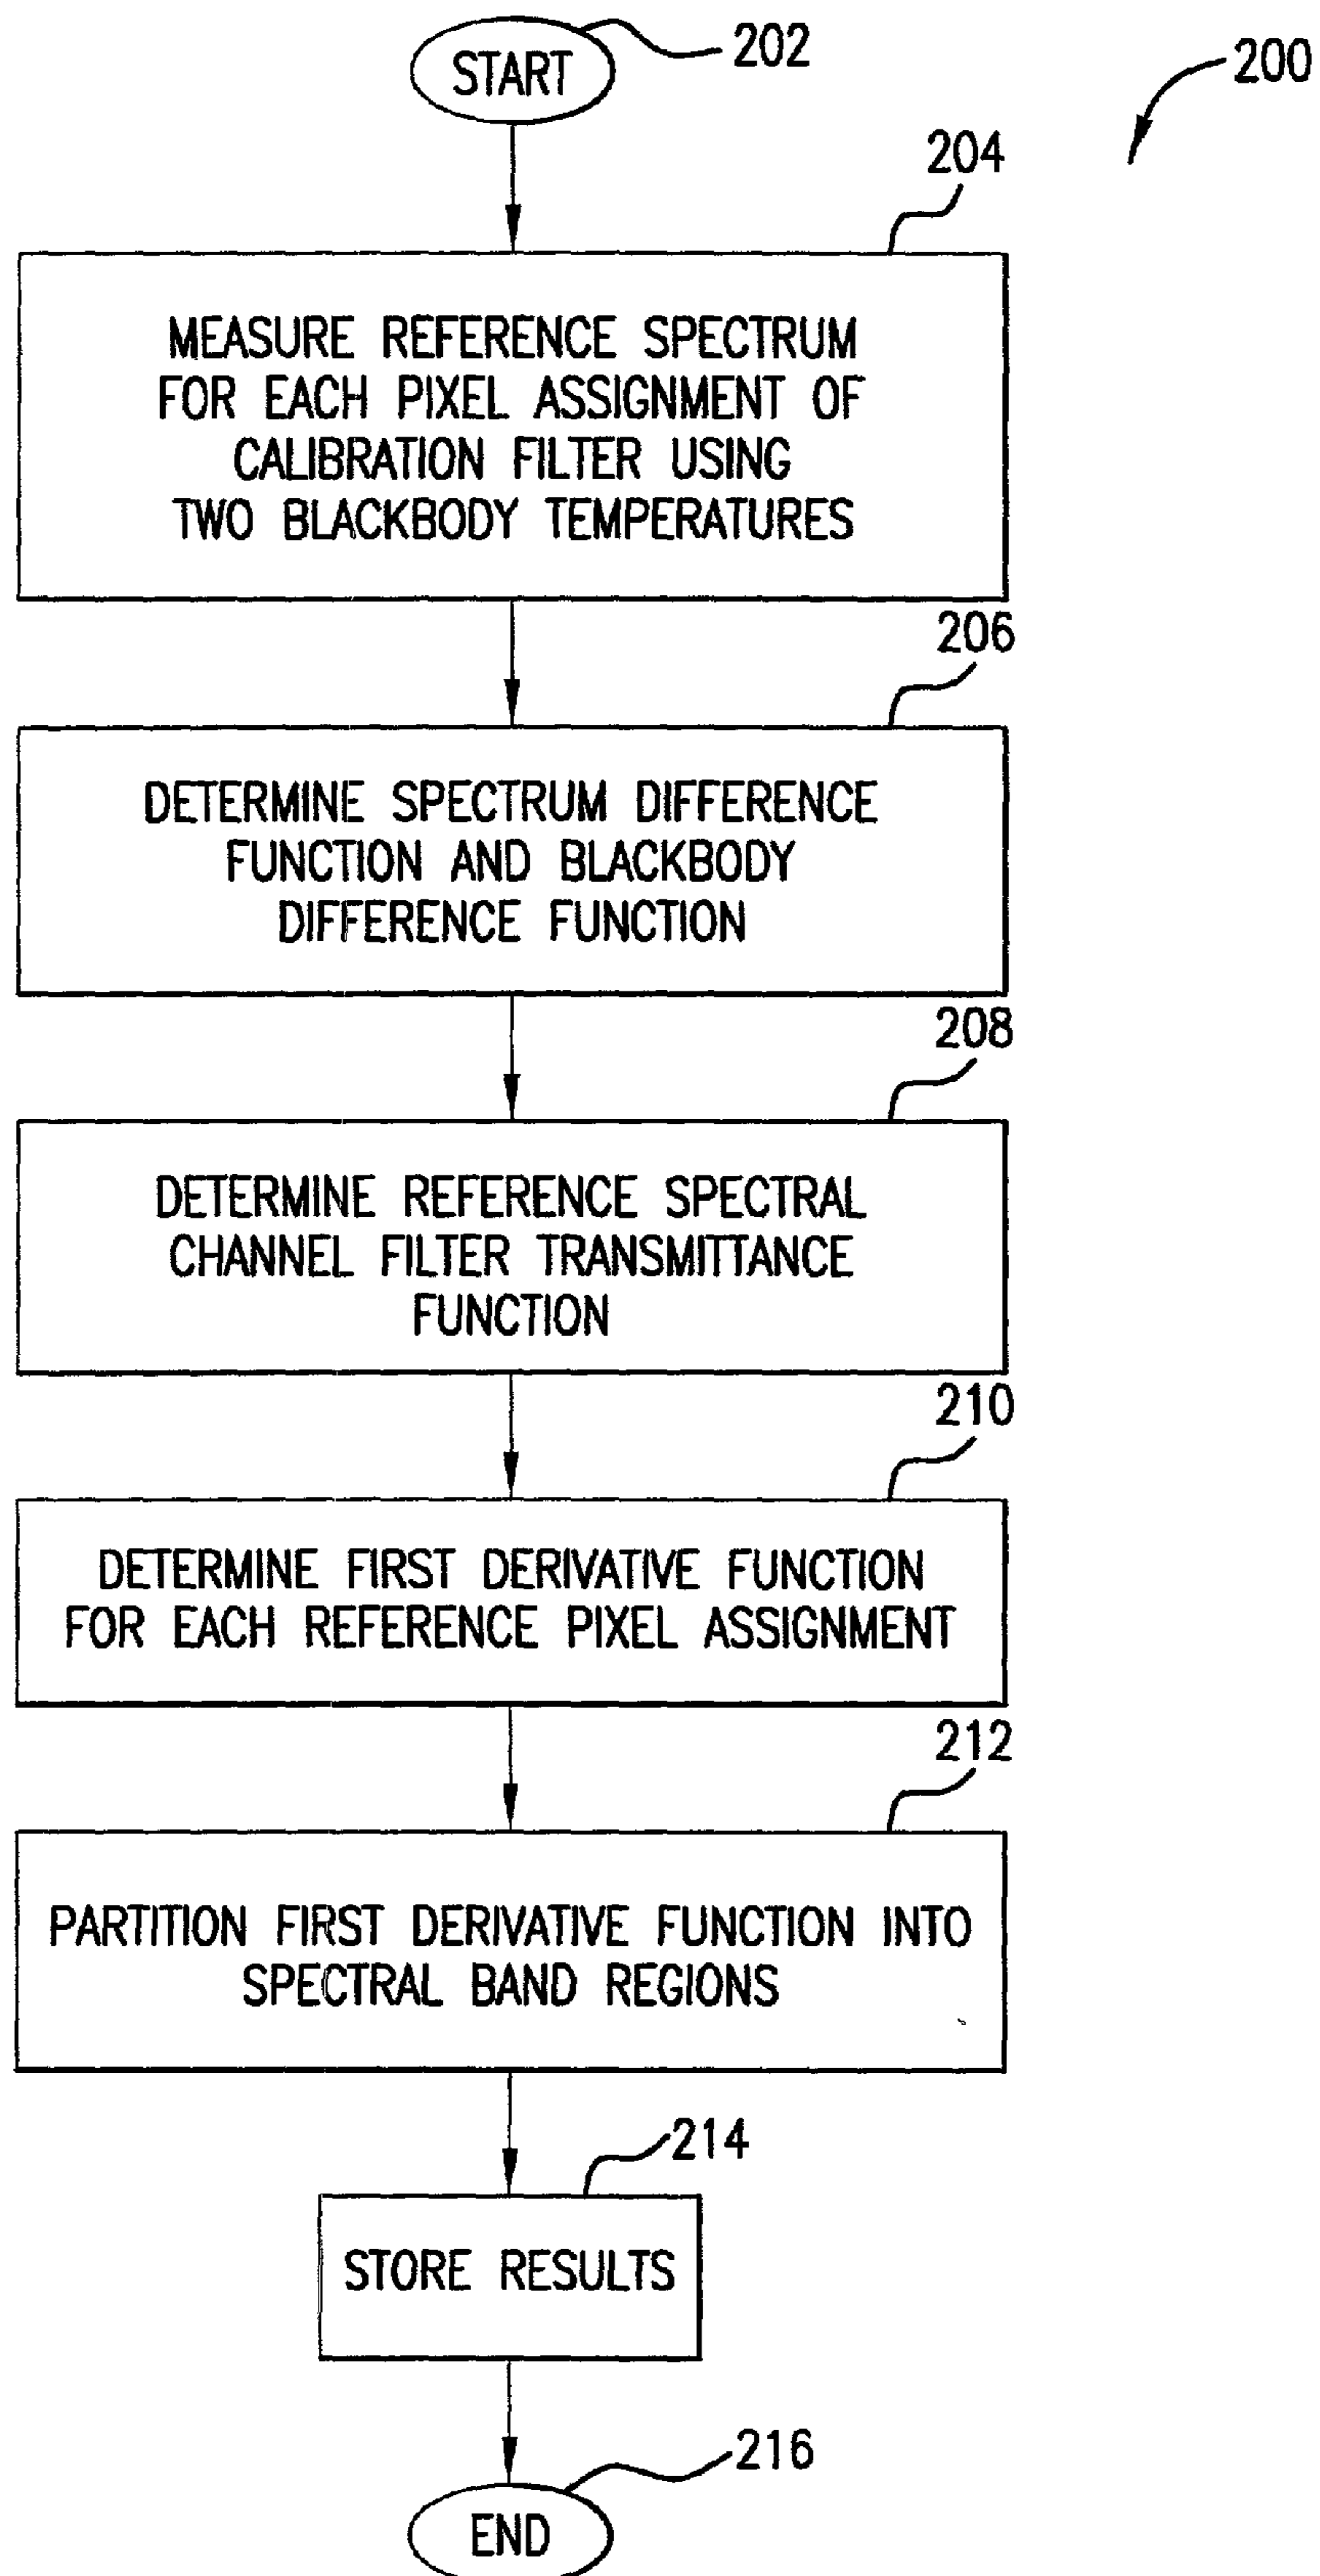 START
202
200
204
MEASURE REFERENCE SPECTRUM
FOR EACH PIXEL ASSIGNMENT OF
CALIBRATION FILTER USING
TWO BLACKBODY TEMPERATURES
206
DETERMINE SPECTRUM DIFFERENCE
FUNCTION AND BLACKBODY
DIFFERENCE FUNCTION
208
DETERMINE REFERENCE SPECTRAL
CHANNEL FILTER TRANSMITTANCE
FUNCTION
210
DETERMINE FIRST DERIVATIVE FUNCTION
FOR EACH REFERENCE PIXEL ASSIGNMENT
212
PARTITION FIRST DERIVATIVE FUNCTION INTO
SPECTRAL BAND REGIONS
214
STORE RESULTS
216
END